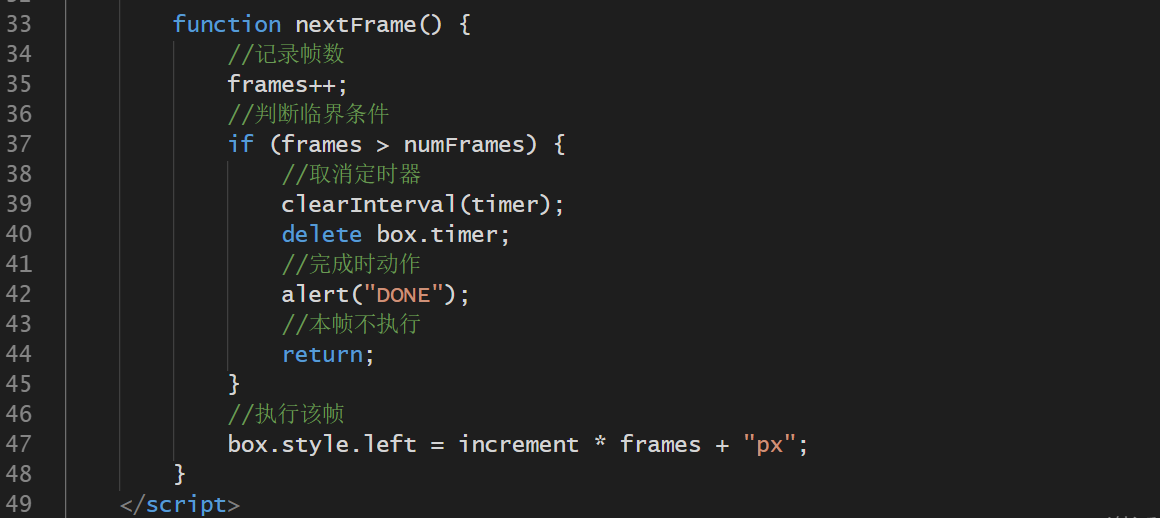 33 function nextFrame() {
34 //记录帧数
35 frames++;
36 //判断临界条件
37 if (frames > numFrames) {
38 //取消定时器
39 clearInterval(timer);
40 delete box.timer;
41 //完成时动作
42 alert("DONE");
43 //本帧不执行
44 return;
45 }
46 //执行该帧
47 box.style.left = increment * frames + "px";
48 }
49 </script>